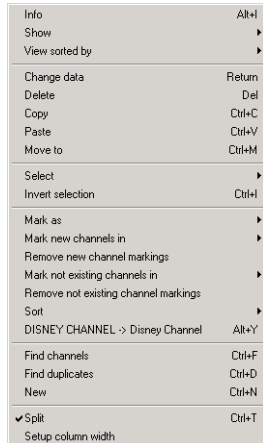 Info Alt+I
Show
View sorted by
Change data Return
Delete Del
Copy Ctrl+C
Paste Ctrl+V
Move to Ctrl+M
Select
Invert selection Ctrl+I
Mark as
Mark new channels in
Remove new channel markings
Mark not existing channels in
Remove not existing channel markings
Sort
DISNEY CHANNEL -> Disney Channel Alt+Y
Find channels Ctrl+F
Find duplicates Ctrl+D
New Ctrl+N
Split Ctrl+T
Setup column width